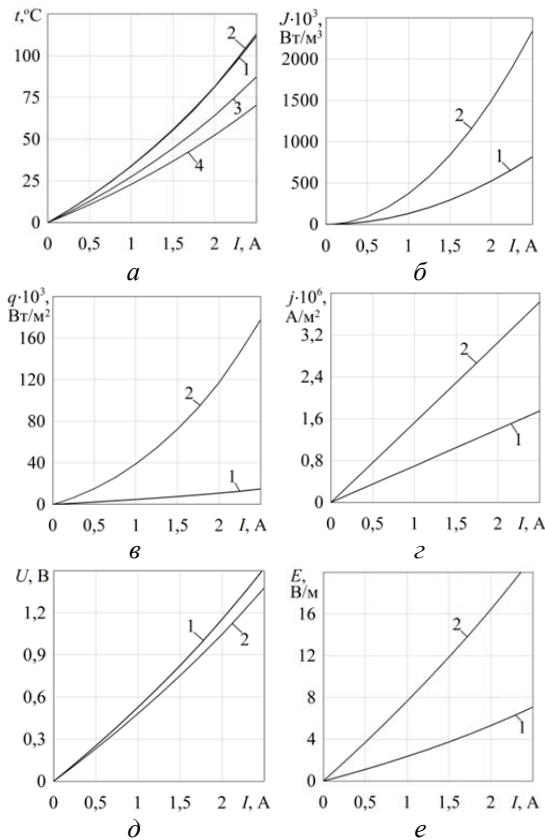 t,ºC
100
75
50
25
0
2
1
3
4
0 0,5 1 1,5 2 I, А
а
J·10³,
Вт/м³
2000
1500
1000
500
0
2
1
0 0,5 1 1,5 2 I, А
б
q·10³,
Вт/м²
160
120
80
40
0
2
1
0 0,5 1 1,5 2 I, А
в
j·10⁶,
А/м²
3,2
2,4
1,6
0,8
0
2
1
0 0,5 1 1,5 2 I, А
г
U, В
1,2
0,9
0,6
0,3
0
1
2
0 0,5 1 1,5 2 I, А
д
E,
В/м
16
12
8
4
0
2
1
0 0,5 1 1,5 2 I, А
е